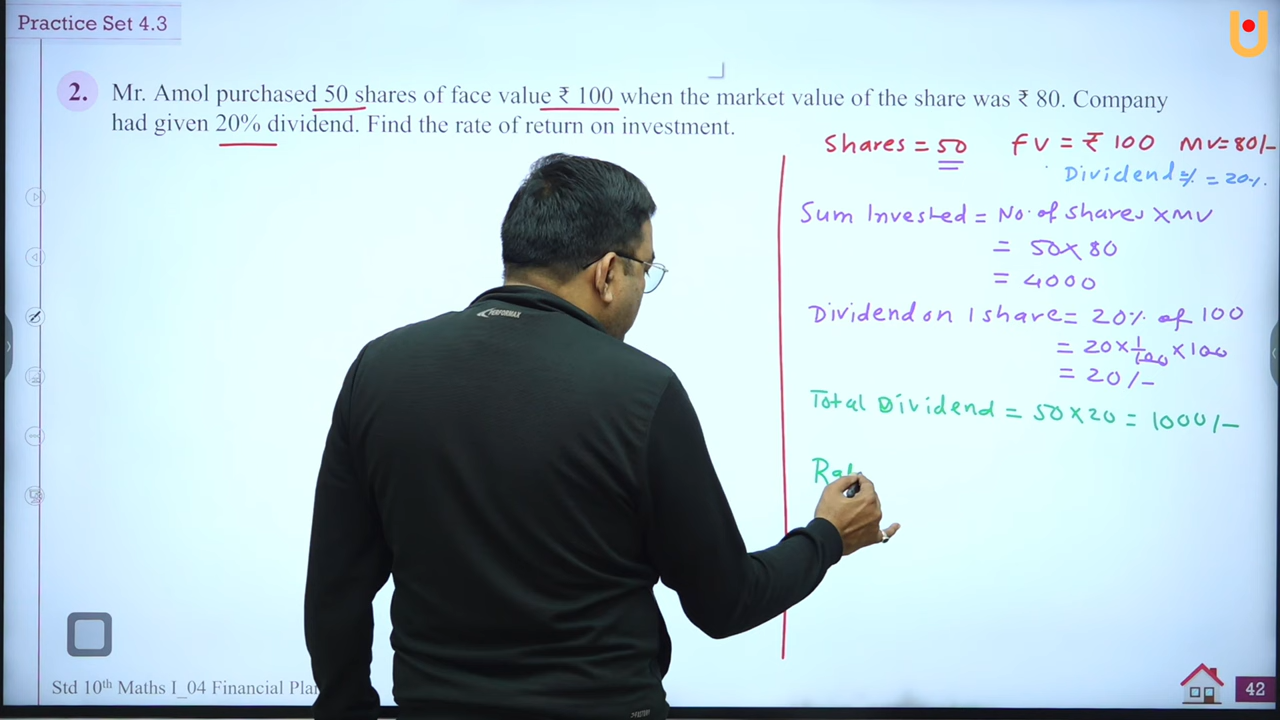 Practice Set 4.3
2. Mr. Amol purchased 50 shares of face value ₹ 100 when the market value of the share was ₹ 80. Company
had given 20% dividend. Find the rate of return on investment.
Shares = 50 FV = ₹ 100 MV=80/-
Dividend% = 20%.
Sum Invested = No. of shares × MV
= 50 × 80
= 4000
Dividend on 1 share = 20% of 100
= 20 × 1/100 × 100
= 20/-
Total Dividend = 50 × 20 = 1000/-
Rat
PERFORMAX
Std 10th Maths I_04 Financial Pla
42